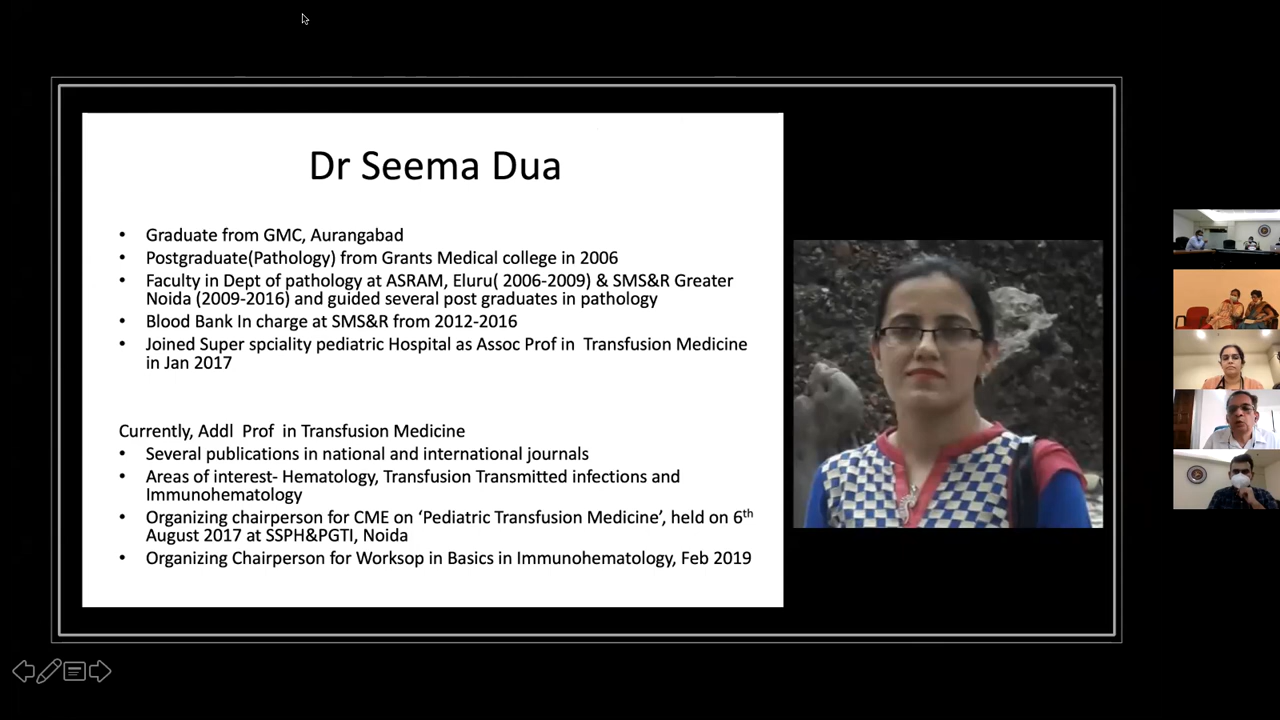 Dr Seema Dua
• Graduate from GMC, Aurangabad
• Postgraduate(Pathology) from Grants Medical college in 2006
• Faculty in Dept of pathology at ASRAM, Eluru( 2006-2009) & SMS&R Greater
Noida (2009-2016) and guided several post graduates in pathology
• Blood Bank In charge at SMS&R from 2012-2016
• Joined Super spciality pediatric Hospital as Assoc Prof in Transfusion Medicine
in Jan 2017
Currently, Addl Prof in Transfusion Medicine
• Several publications in national and international journals
• Areas of interest- Hematology, Transfusion Transmitted infections and
Immunohematology
• Organizing chairperson for CME on ‘Pediatric Transfusion Medicine’, held on 6th
August 2017 at SSPH&PGTI, Noida
• Organizing Chairperson for Worksop in Basics in Immunohematology, Feb 2019